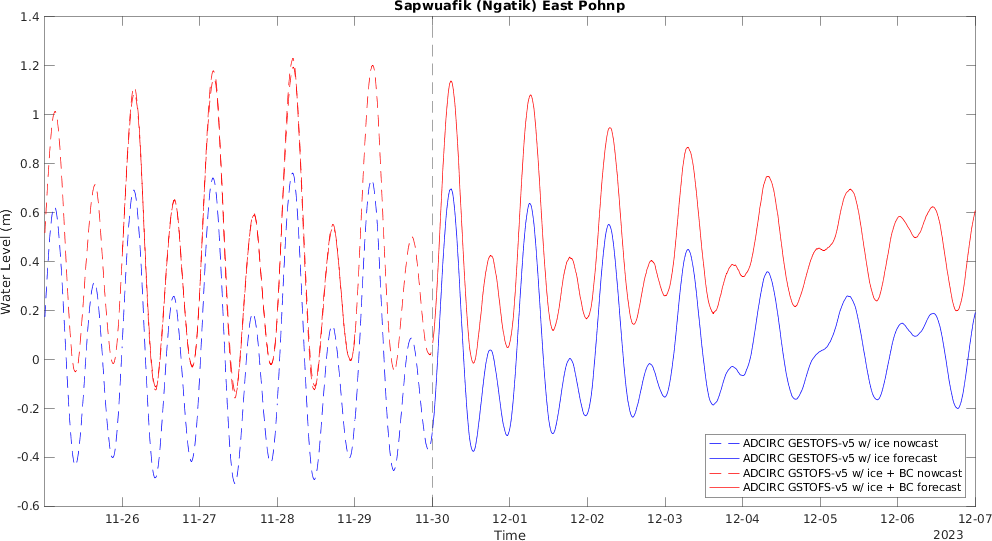 Sapwuafik (Ngatik) East Pohnp
1.4
1.2
1
0.8
0.6
0.4
0.2
0
-0.2
-0.4
-0.6
Water Level (m)
11-26 11-27 11-28 11-29 11-30 12-01 12-02 12-03 12-04 12-05 12-06 12-07
Time
2023
ADCIRC GESTOFS-v5 w/ ice nowcast
ADCIRC GESTOFS-v5 w/ ice forecast
ADCIRC GSTOFS-v5 w/ ice + BC nowcast
ADCIRC GSTOFS-v5 w/ ice + BC forecast